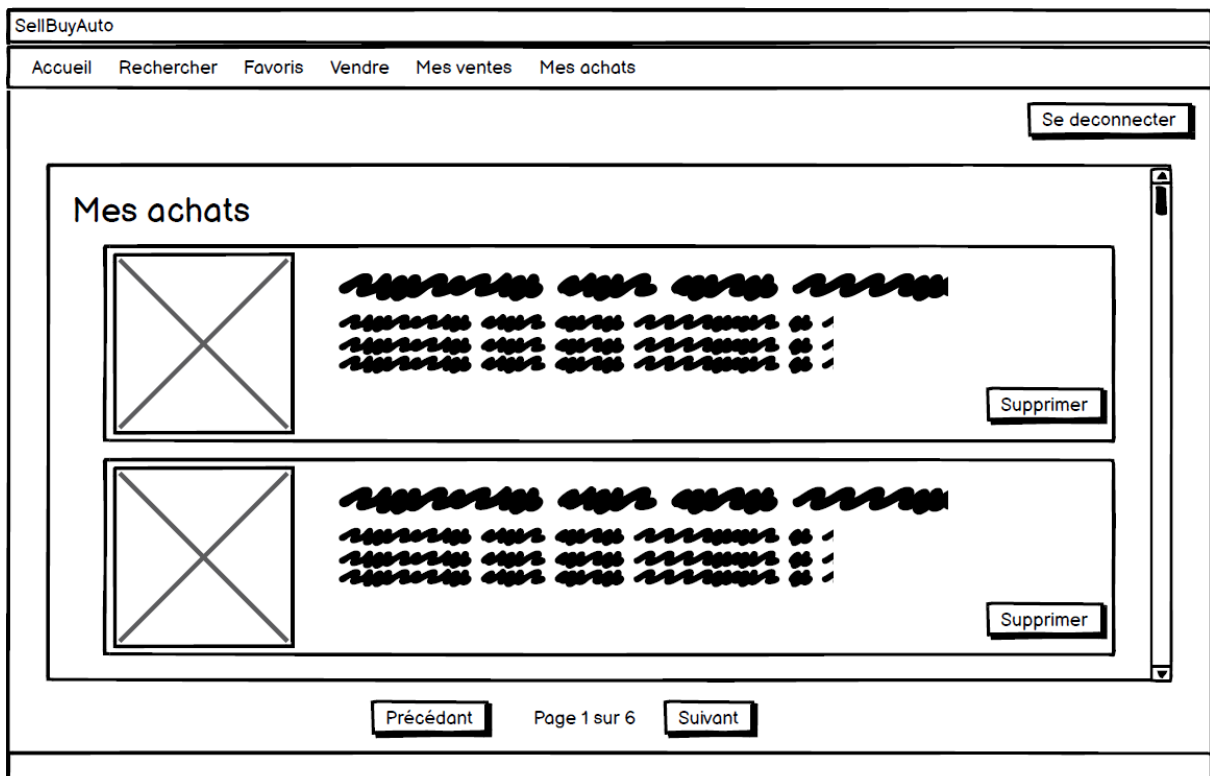 SellBuyAuto
Accueil Rechercher Favoris Vendre Mes ventes Mes achats
Se deconnecter
Mes achats
Supprimer
Supprimer
Précédant Page 1 sur 6 Suivant